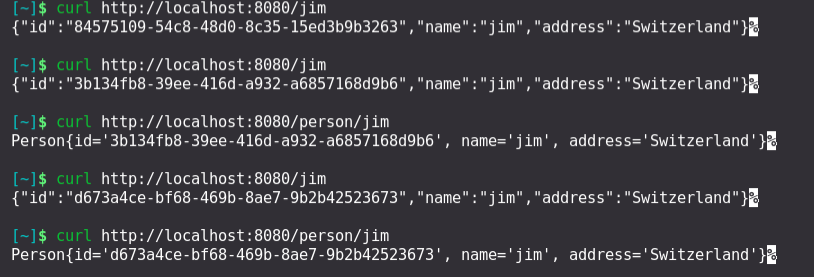 [~]$ curl http://localhost:8080/jim
{"id":"84575109-54c8-48d0-8c35-15ed3b9b3263","name":"jim","address":"Switzerland"}%
[~]$ curl http://localhost:8080/jim
{"id":"3b134fb8-39ee-416d-a932-a6857168d9b6","name":"jim","address":"Switzerland"}%
[~]$ curl http://localhost:8080/person/jim
Person{id='3b134fb8-39ee-416d-a932-a6857168d9b6', name='jim', address='Switzerland'}%
[~]$ curl http://localhost:8080/jim
{"id":"d673a4ce-bf68-469b-8ae7-9b2b42523673","name":"jim","address":"Switzerland"}%
[~]$ curl http://localhost:8080/person/jim
Person{id='d673a4ce-bf68-469b-8ae7-9b2b42523673', name='jim', address='Switzerland'}%